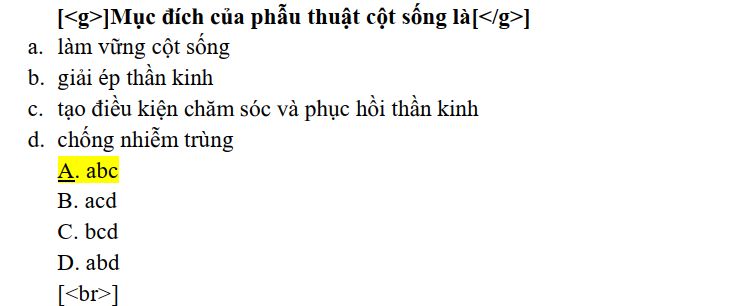 [<g>]Mục đích của phẫu thuật cột sống là[</g>]
a. làm vững cột sống
b. giải ép thần kinh
c. tạo điều kiện chăm sóc và phục hồi thần kinh
d. chống nhiễm trùng
A. abc
B. acd
C. bcd
D. abd
[<br>]